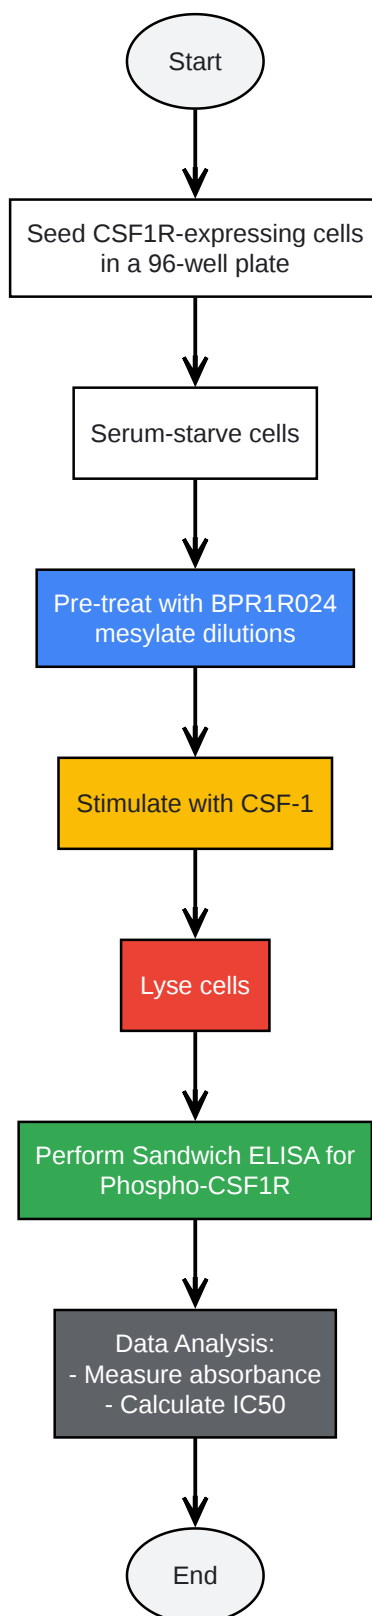 Start
Seed CSF1R-expressing cells
in a 96-well plate
Serum-starve cells
Pre-treat with BPR1R024
mesylate dilutions
Stimulate with CSF-1
Lyse cells
Perform Sandwich ELISA for
Phospho-CSF1R
Data Analysis:
- Measure absorbance
- Calculate IC50
End